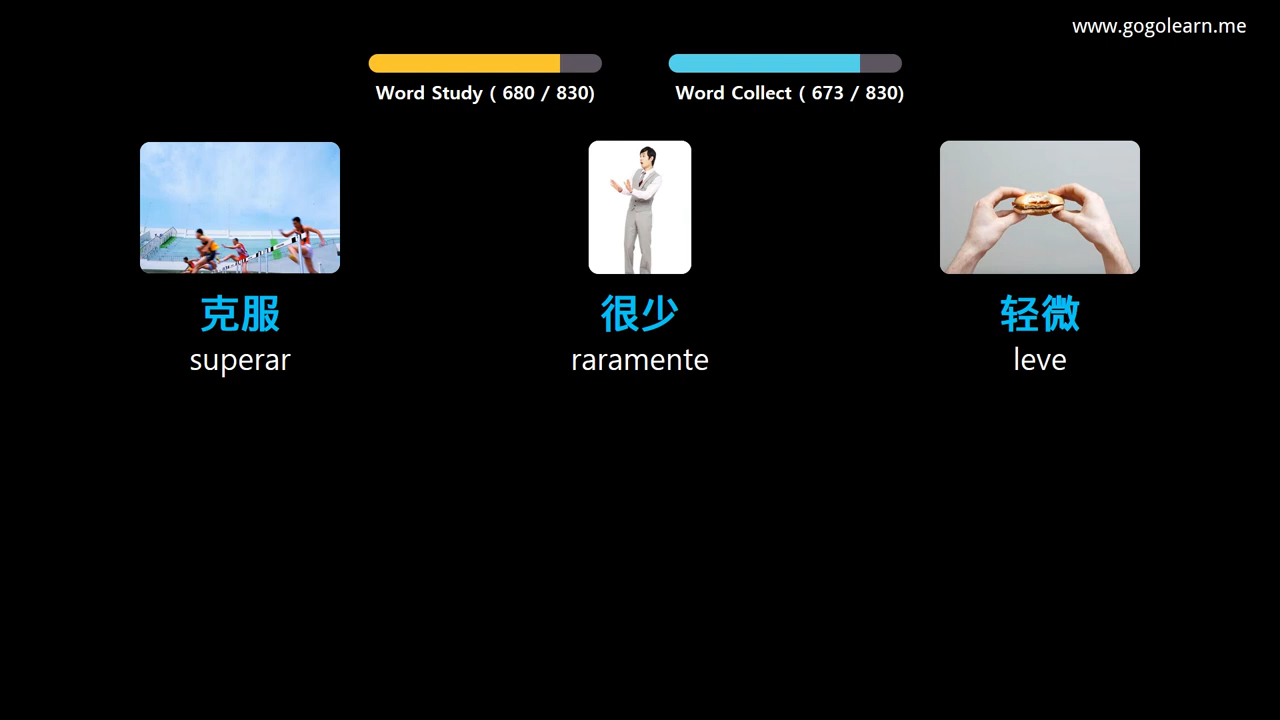 www.gogolearn.me
Word Study ( 680 / 830)
Word Collect ( 673 / 830)
克服
很少
轻微
superar
raramente
leve